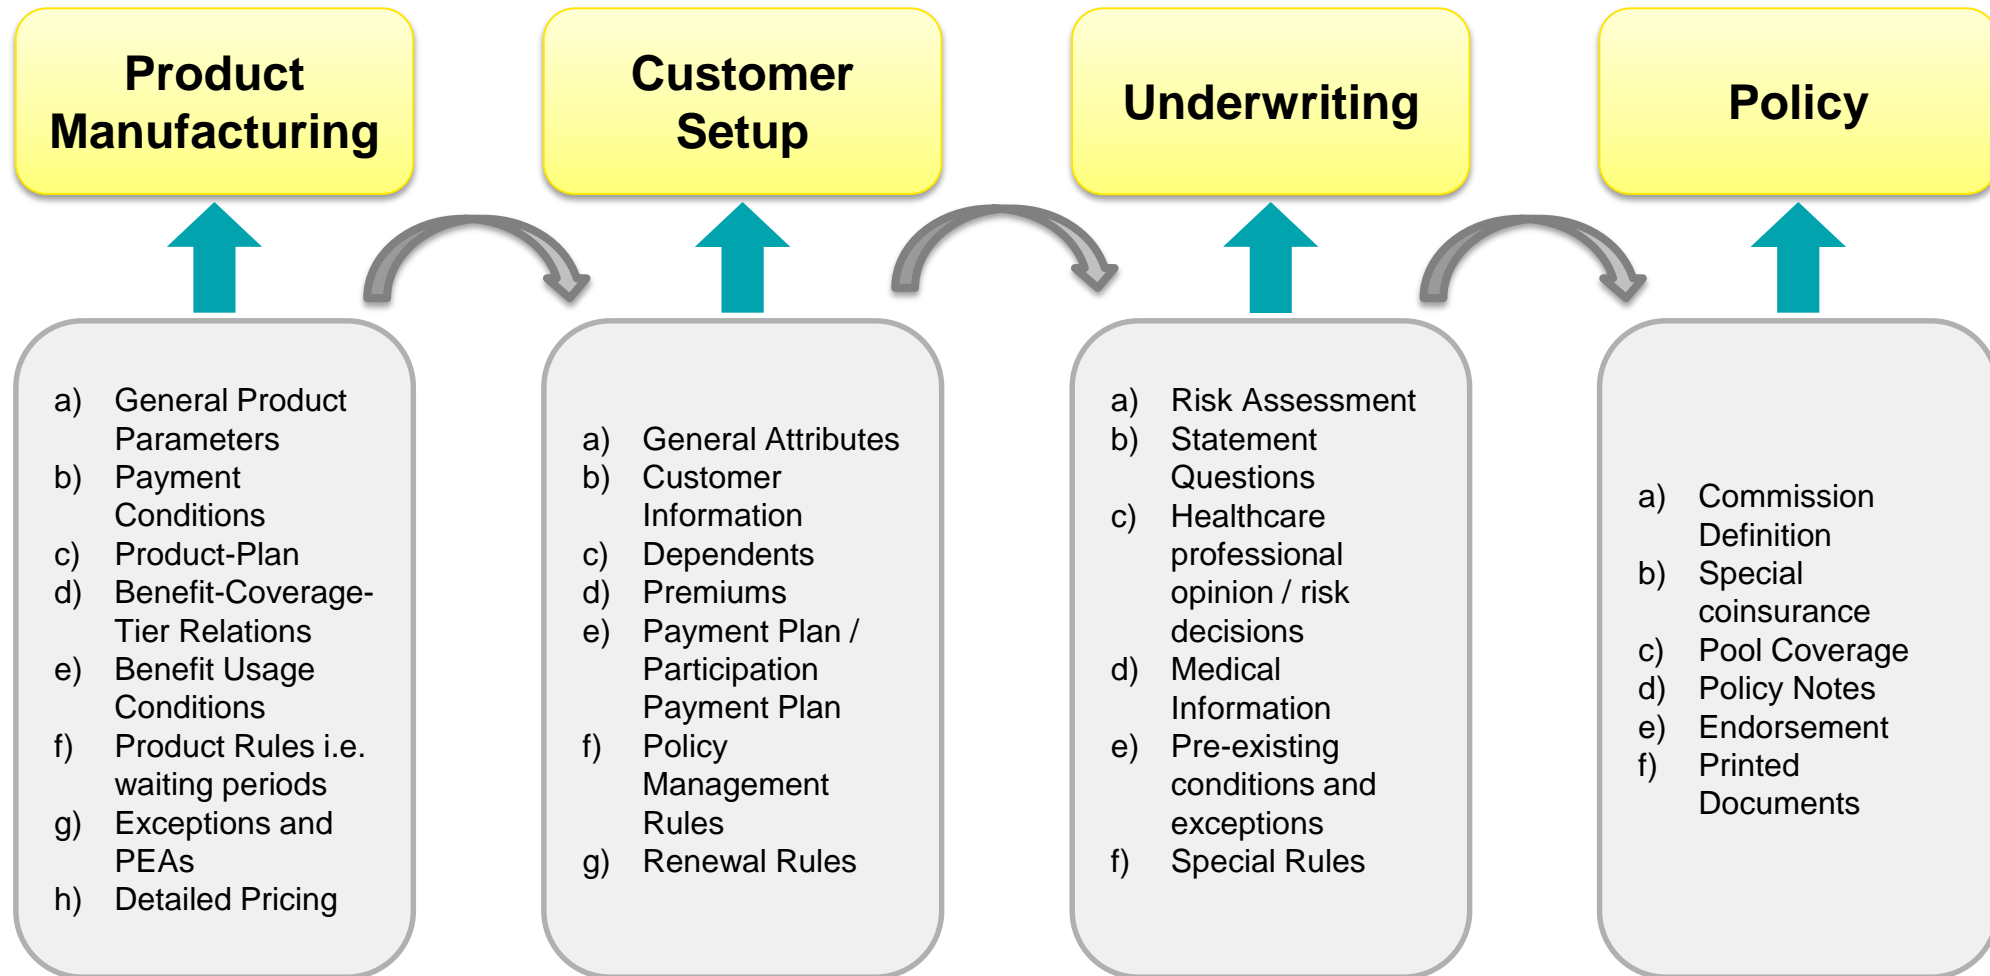 Product
Manufacturing
Customer
Setup
Underwriting
Policy
a) General Product
Parameters
b) Payment
Conditions
c) Product-Plan
d) Benefit-Coverage-
Tier Relations
e) Benefit Usage
Conditions
f) Product Rules i.e.
waiting periods
g) Exceptions and
PEAs
h) Detailed Pricing
a) General Attributes
b) Customer
Information
c) Dependents
d) Premiums
e) Payment Plan /
Participation
Payment Plan
f) Policy
Management
Rules
g) Renewal Rules
a) Risk Assessment
b) Statement
Questions
c) Healthcare
professional
opinion / risk
decisions
d) Medical
Information
e) Pre-existing
conditions and
exceptions
f) Special Rules
a) Commission
Definition
b) Special
coinsurance
c) Pool Coverage
d) Policy Notes
e) Endorsement
f) Printed
Documents